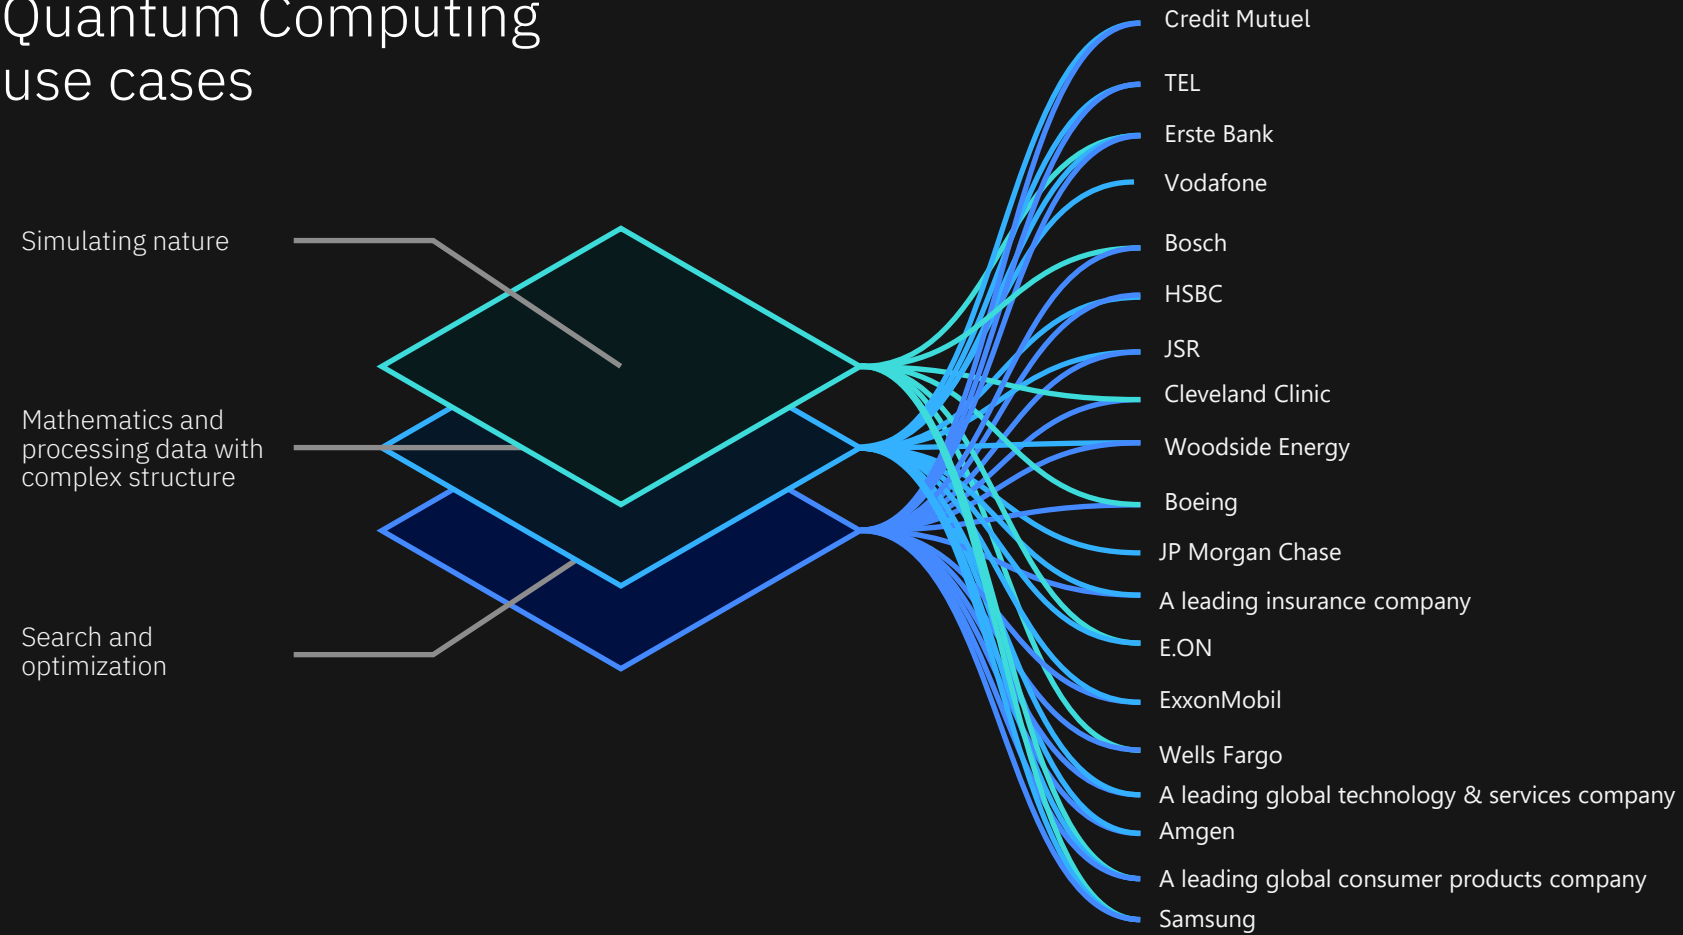 Quantum Computing
use cases
Simulating nature
Mathematics and
processing data with
complex structure
Search and
optimization
Credit Mutuel
TEL
Erste Bank
Vodafone
Bosch
HSBC
JSR
Cleveland Clinic
Woodside Energy
Boeing
JP Morgan Chase
A leading insurance company
E.ON
ExxonMobil
Wells Fargo
A leading global technology & services company
Amgen
A leading global consumer products company
Samsung